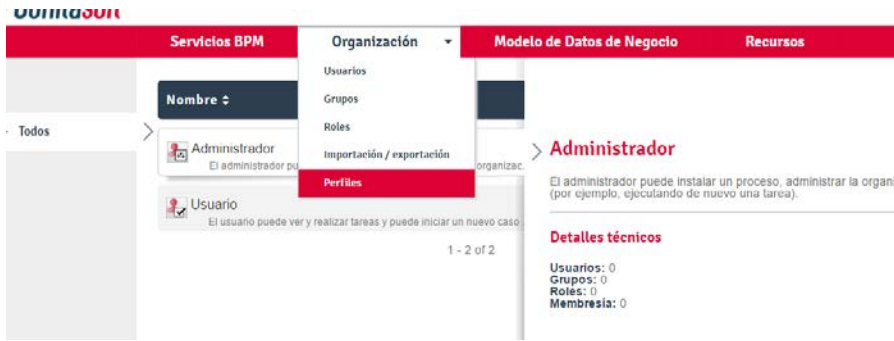 BonitaSoft
Servicios BPM
Organización
Modelo de Datos de Negocio
Recursos
Usuarios
Grupos
Roles
Importación / exportación
Perfiles
Todos
Nombre
Administrador
El administrador pu
organizac.
Usuario
El usuario puede ver y realizar tareas y puede iniciar un nuevo caso
1 - 2 of 2
Administrador
El administrador puede instalar un proceso, administrar la organi
(por ejemplo, ejecutando de nuevo una tarea).
Detalles técnicos
Usuarios: 0
Grupos: 0
Roles: 0
Membresía: 0